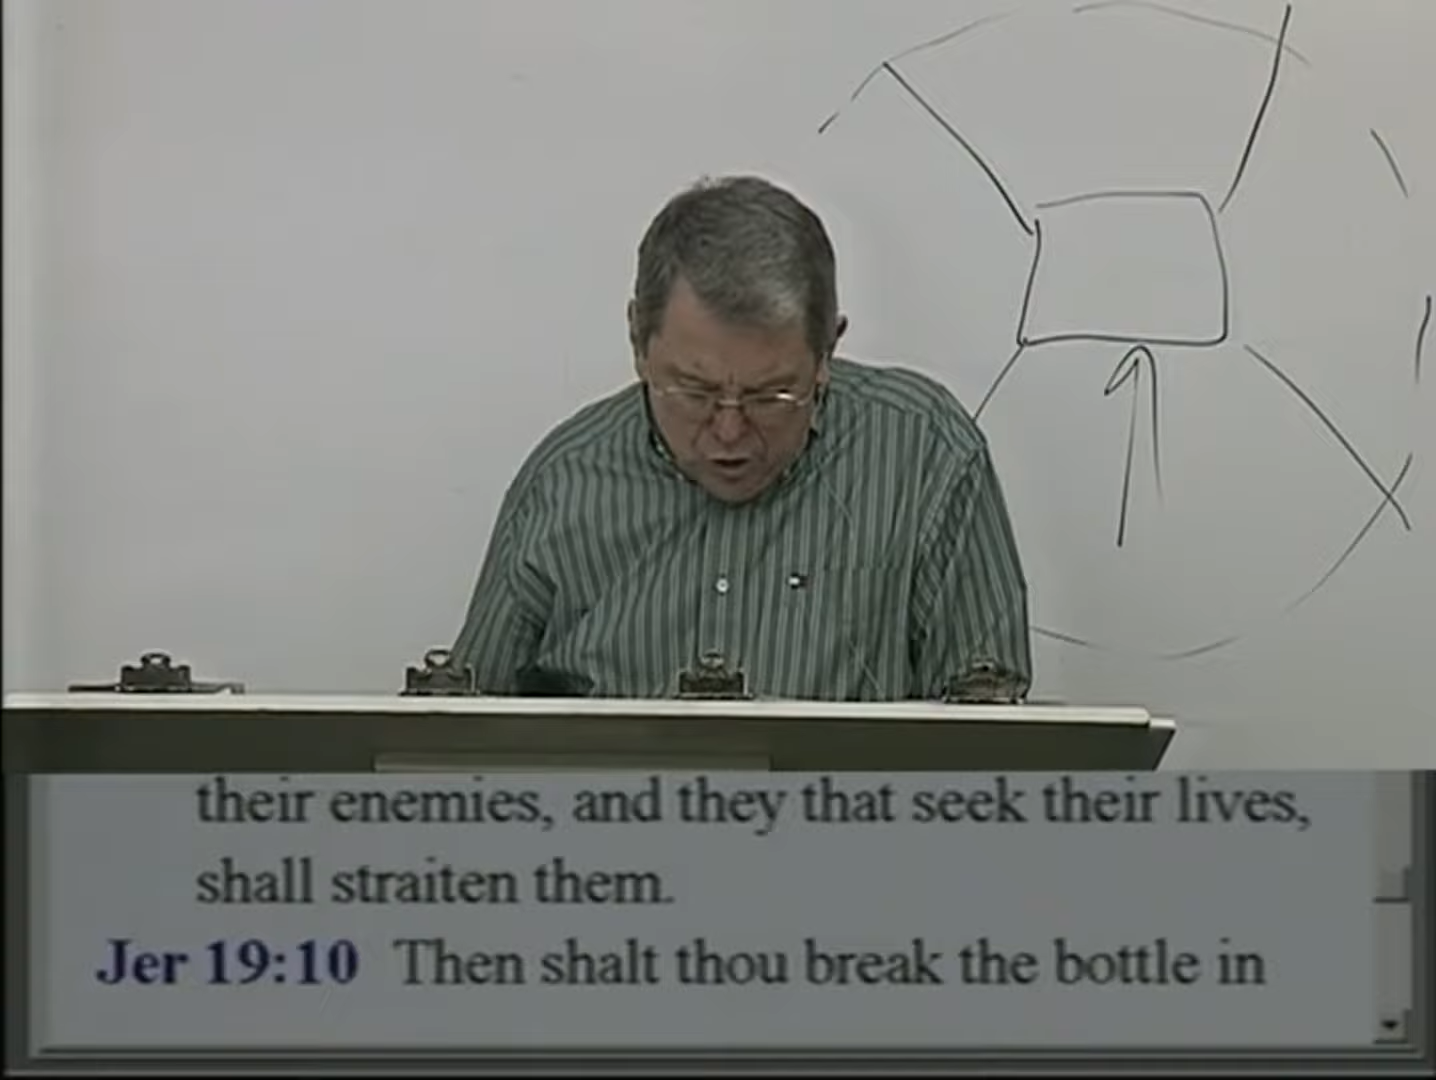 their enemies, and they that seek their lives,
shall straiten them.
Jer 19:10 Then shalt thou break the bottle in